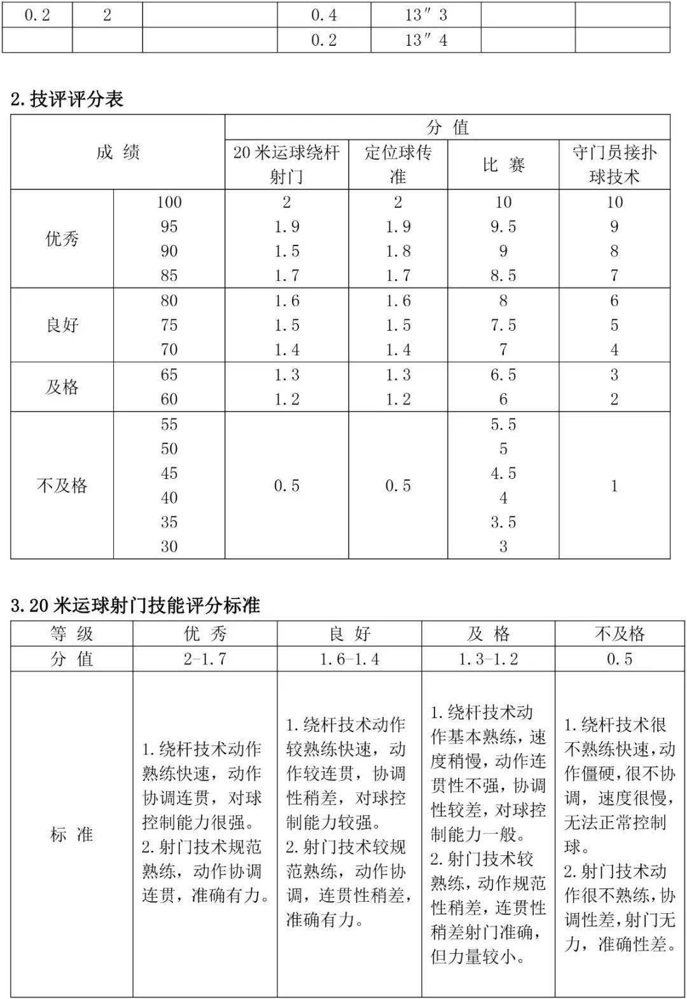 0.2 2 0.4 13″3
0.2 13″4
2.技评评分表
成 绩 分 值
20米运球绕杆射门 定位球传准 比 赛 守门员接扑球技术
优秀 100 2 2 10 10
95 1.9 1.9 9.5 9
90 1.5 1.8 9 8
85 1.7 1.7 8.5 7
良好 80 1.6 1.6 8 6
75 1.5 1.5 7.5 5
70 1.4 1.4 7 4
及格 65 1.3 1.3 6.5 3
60 1.2 1.2 6 2
不及格 55 0.5 0.5 5.5 1
50 5
45 4.5
40 4
35 3.5
30 3
3.20米运球射门技能评分标准
等 级 优 秀 良 好 及 格 不及格
分 值 2-1.7 1.6-1.4 1.3-1.2 0.5
标 准
1.绕杆技术动作
熟练快速，动作
协调连贯，对球
控制能力很强。
2.射门技术规范
熟练，动作协调
连贯，准确有力。
1.绕杆技术动作
较熟练快速，动
作较连贯，协调
性稍差，对球控
制能力较强。
2.射门技术较规
范熟练，动作协
调，连贯性稍差，
准确有力。
1.绕杆技术动
作基本熟练，速
度稍慢，动作连
贯性不强，协调
性较差，对球控
制能力一般。
2.射门技术较
熟练，动作规范
性稍差，连贯性
稍差射门准确，
但力量较小。
1.绕杆技术很
不熟练快速，动
作僵硬，很不协
调，速度很慢，
无法正常控制
球。
2.射门技术动
作很不熟练，协
调性差，射门无
力，准确性差。